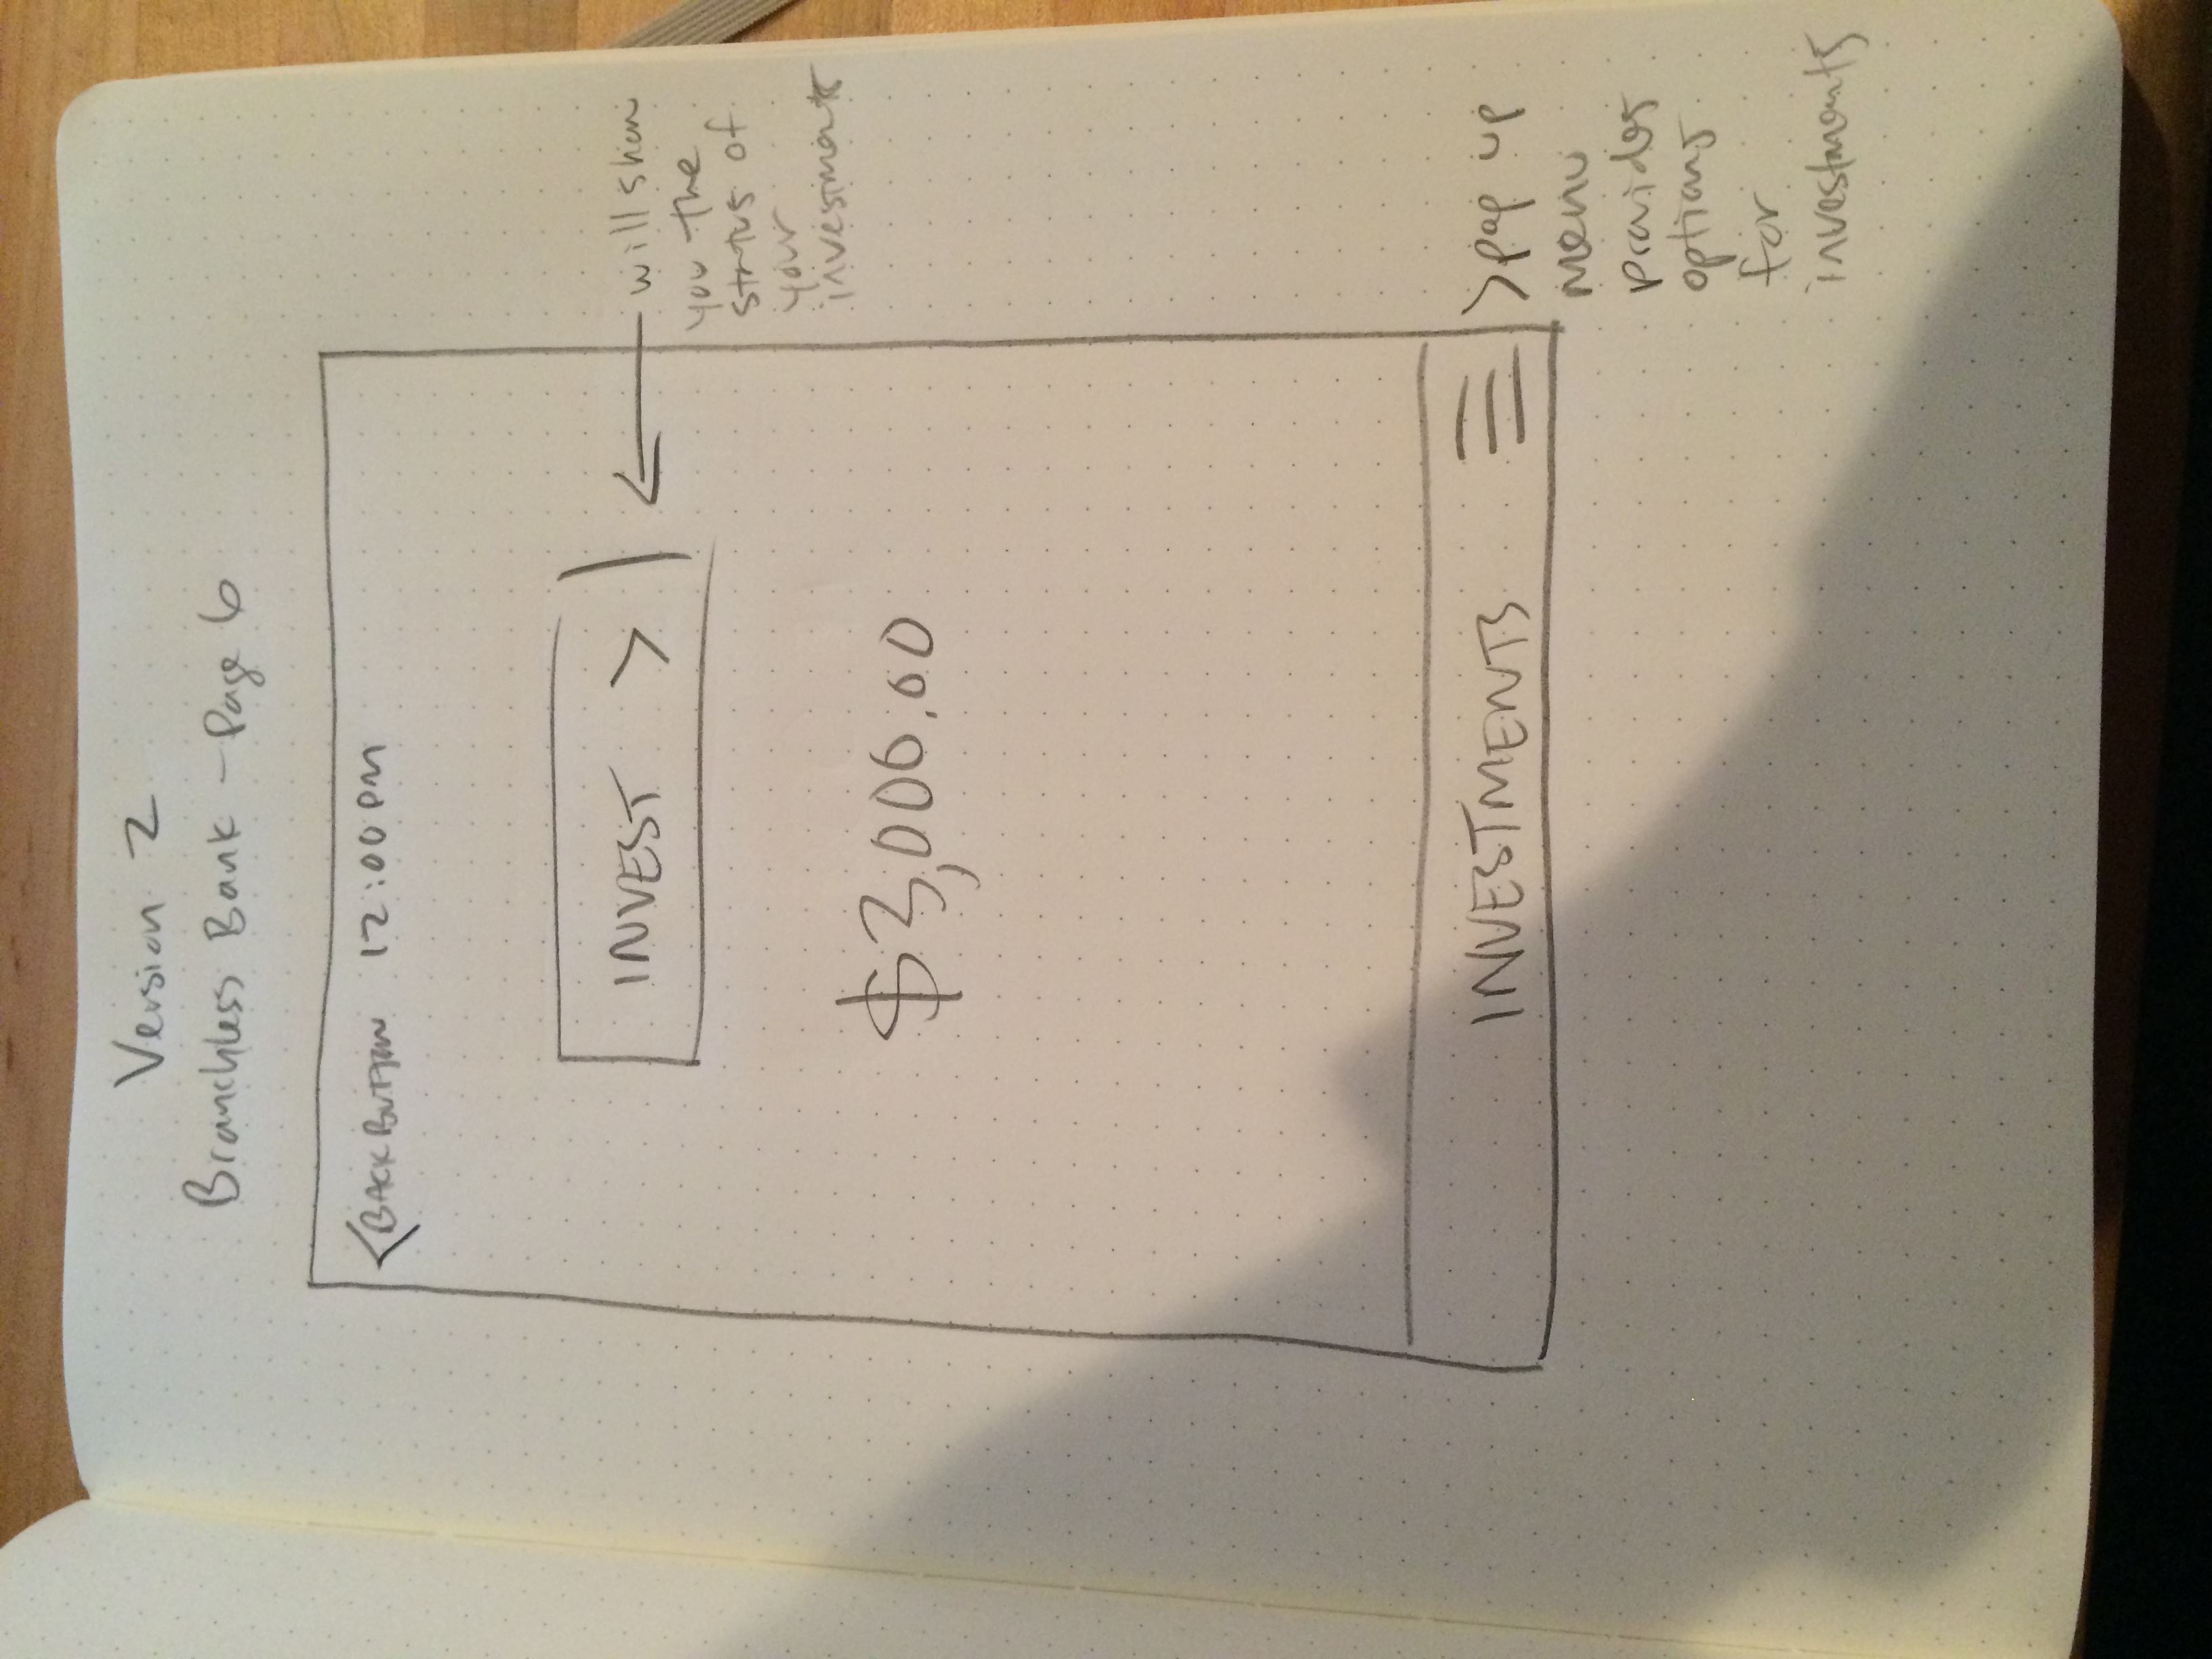 Version 2
Branchless Bank - Page 6
< BACK BUTTON 12:00 PM
INVEST >
will show
you the
status of
your
investments
$3,000.00
INVESTMENTS
> pop up
menu
provides
options
for
investments